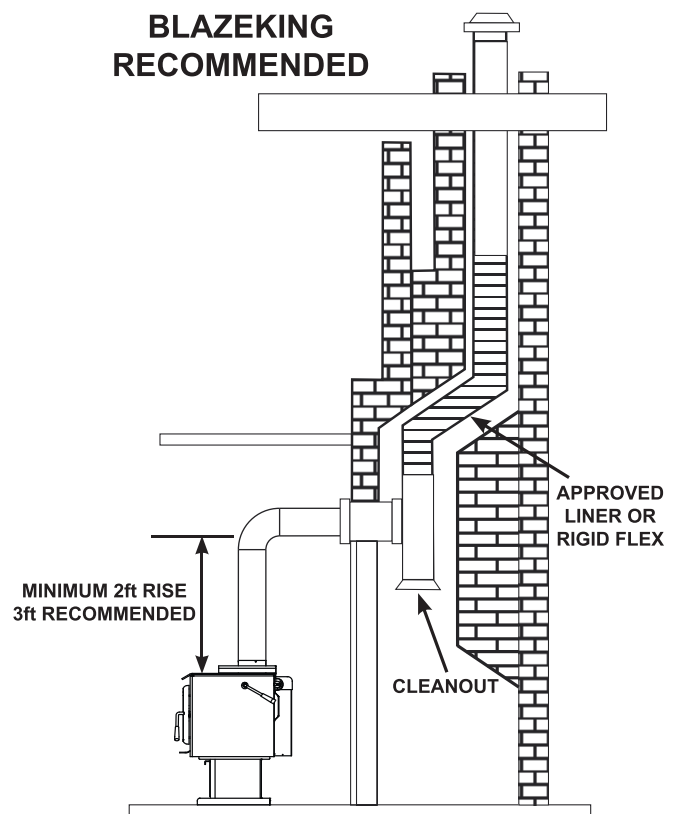 BLAZEKING
RECOMMENDED
APPROVED
LINER OR
RIGID FLEX
MINIMUM 2ft RISE
3ft RECOMMENDED
CLEANOUT